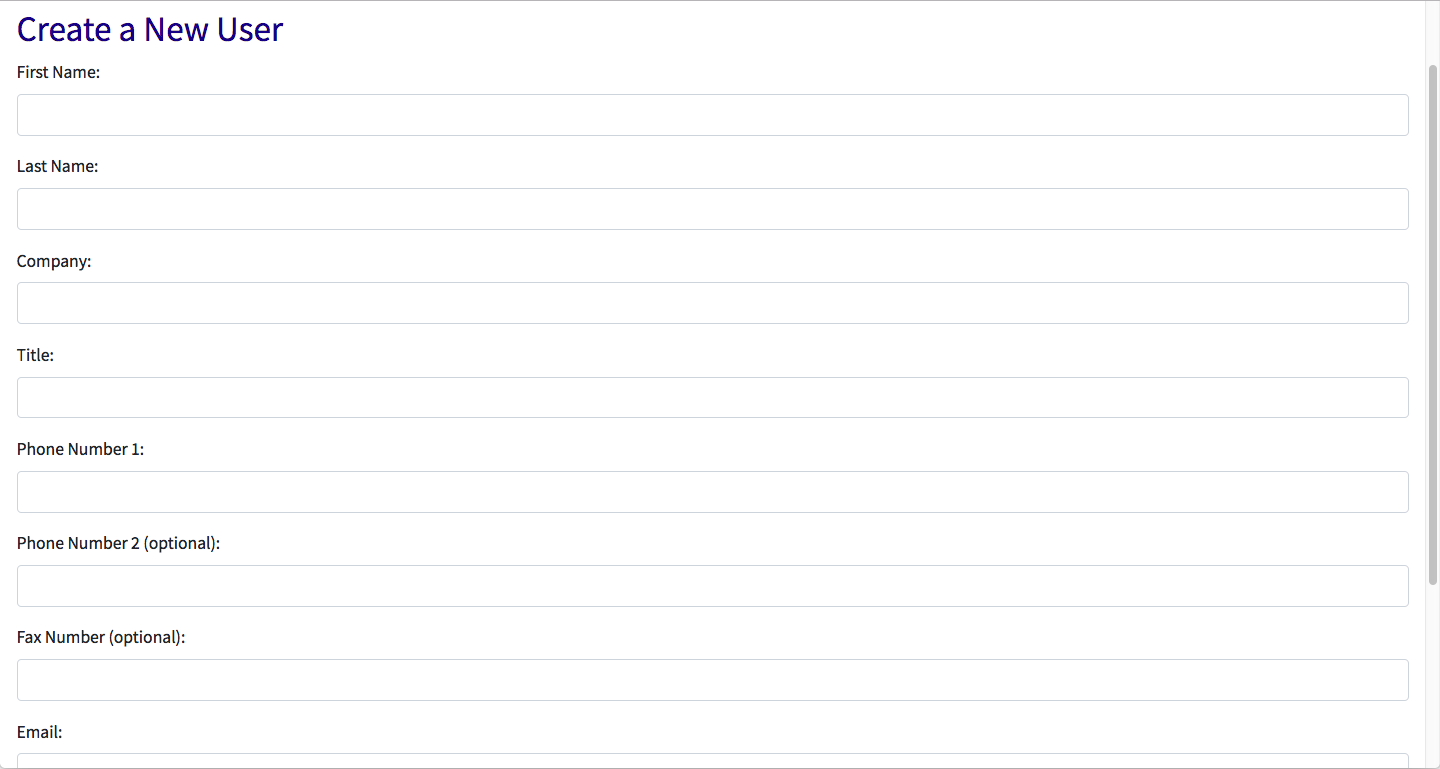 Create a New User
First Name:
Last Name:
Company:
Title:
Phone Number 1:
Phone Number 2 (optional):
Fax Number (optional):
Email: